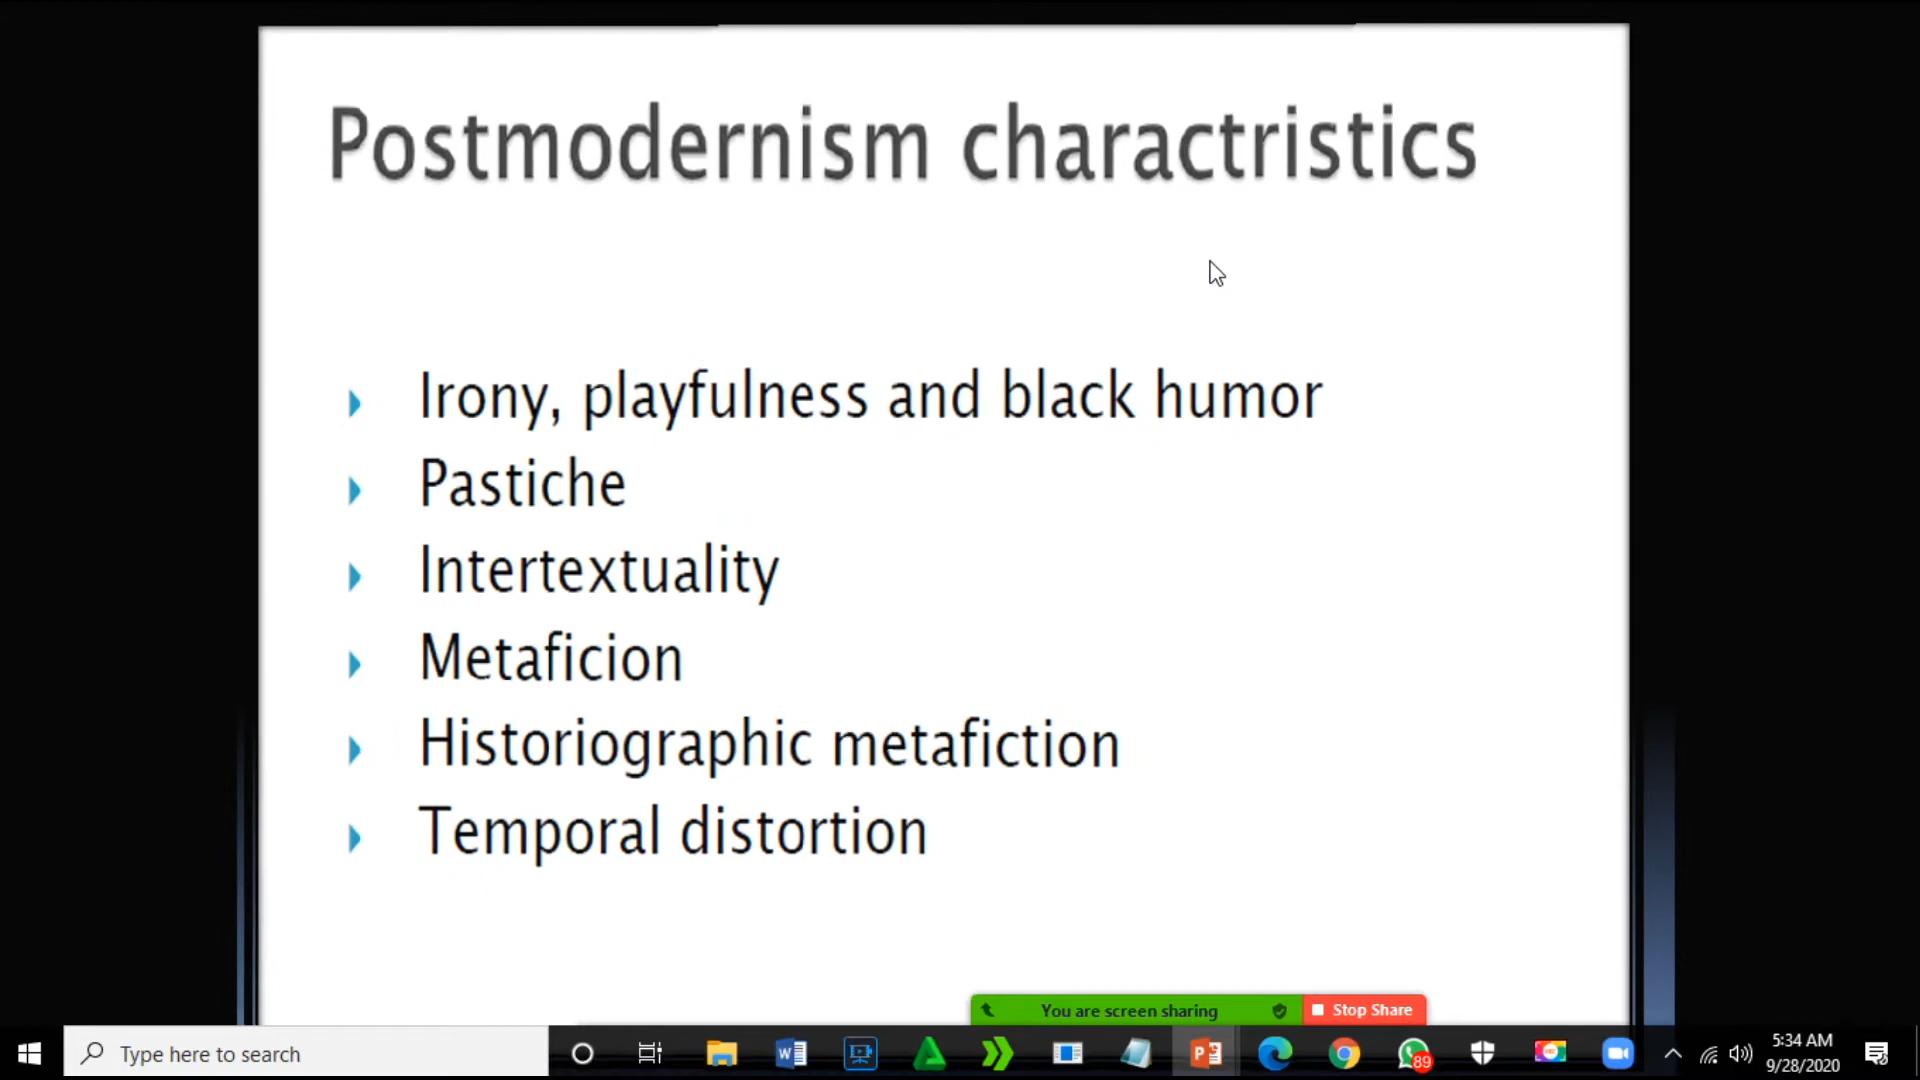 Postmodernism charactristics
Irony, playfulness and black humor
Pastiche
Intertextuality
Metaficion
Historiographic metafiction
Temporal distortion
You are screen sharing
Stop Share
Type here to search
89
5:34 AM
9/28/2020